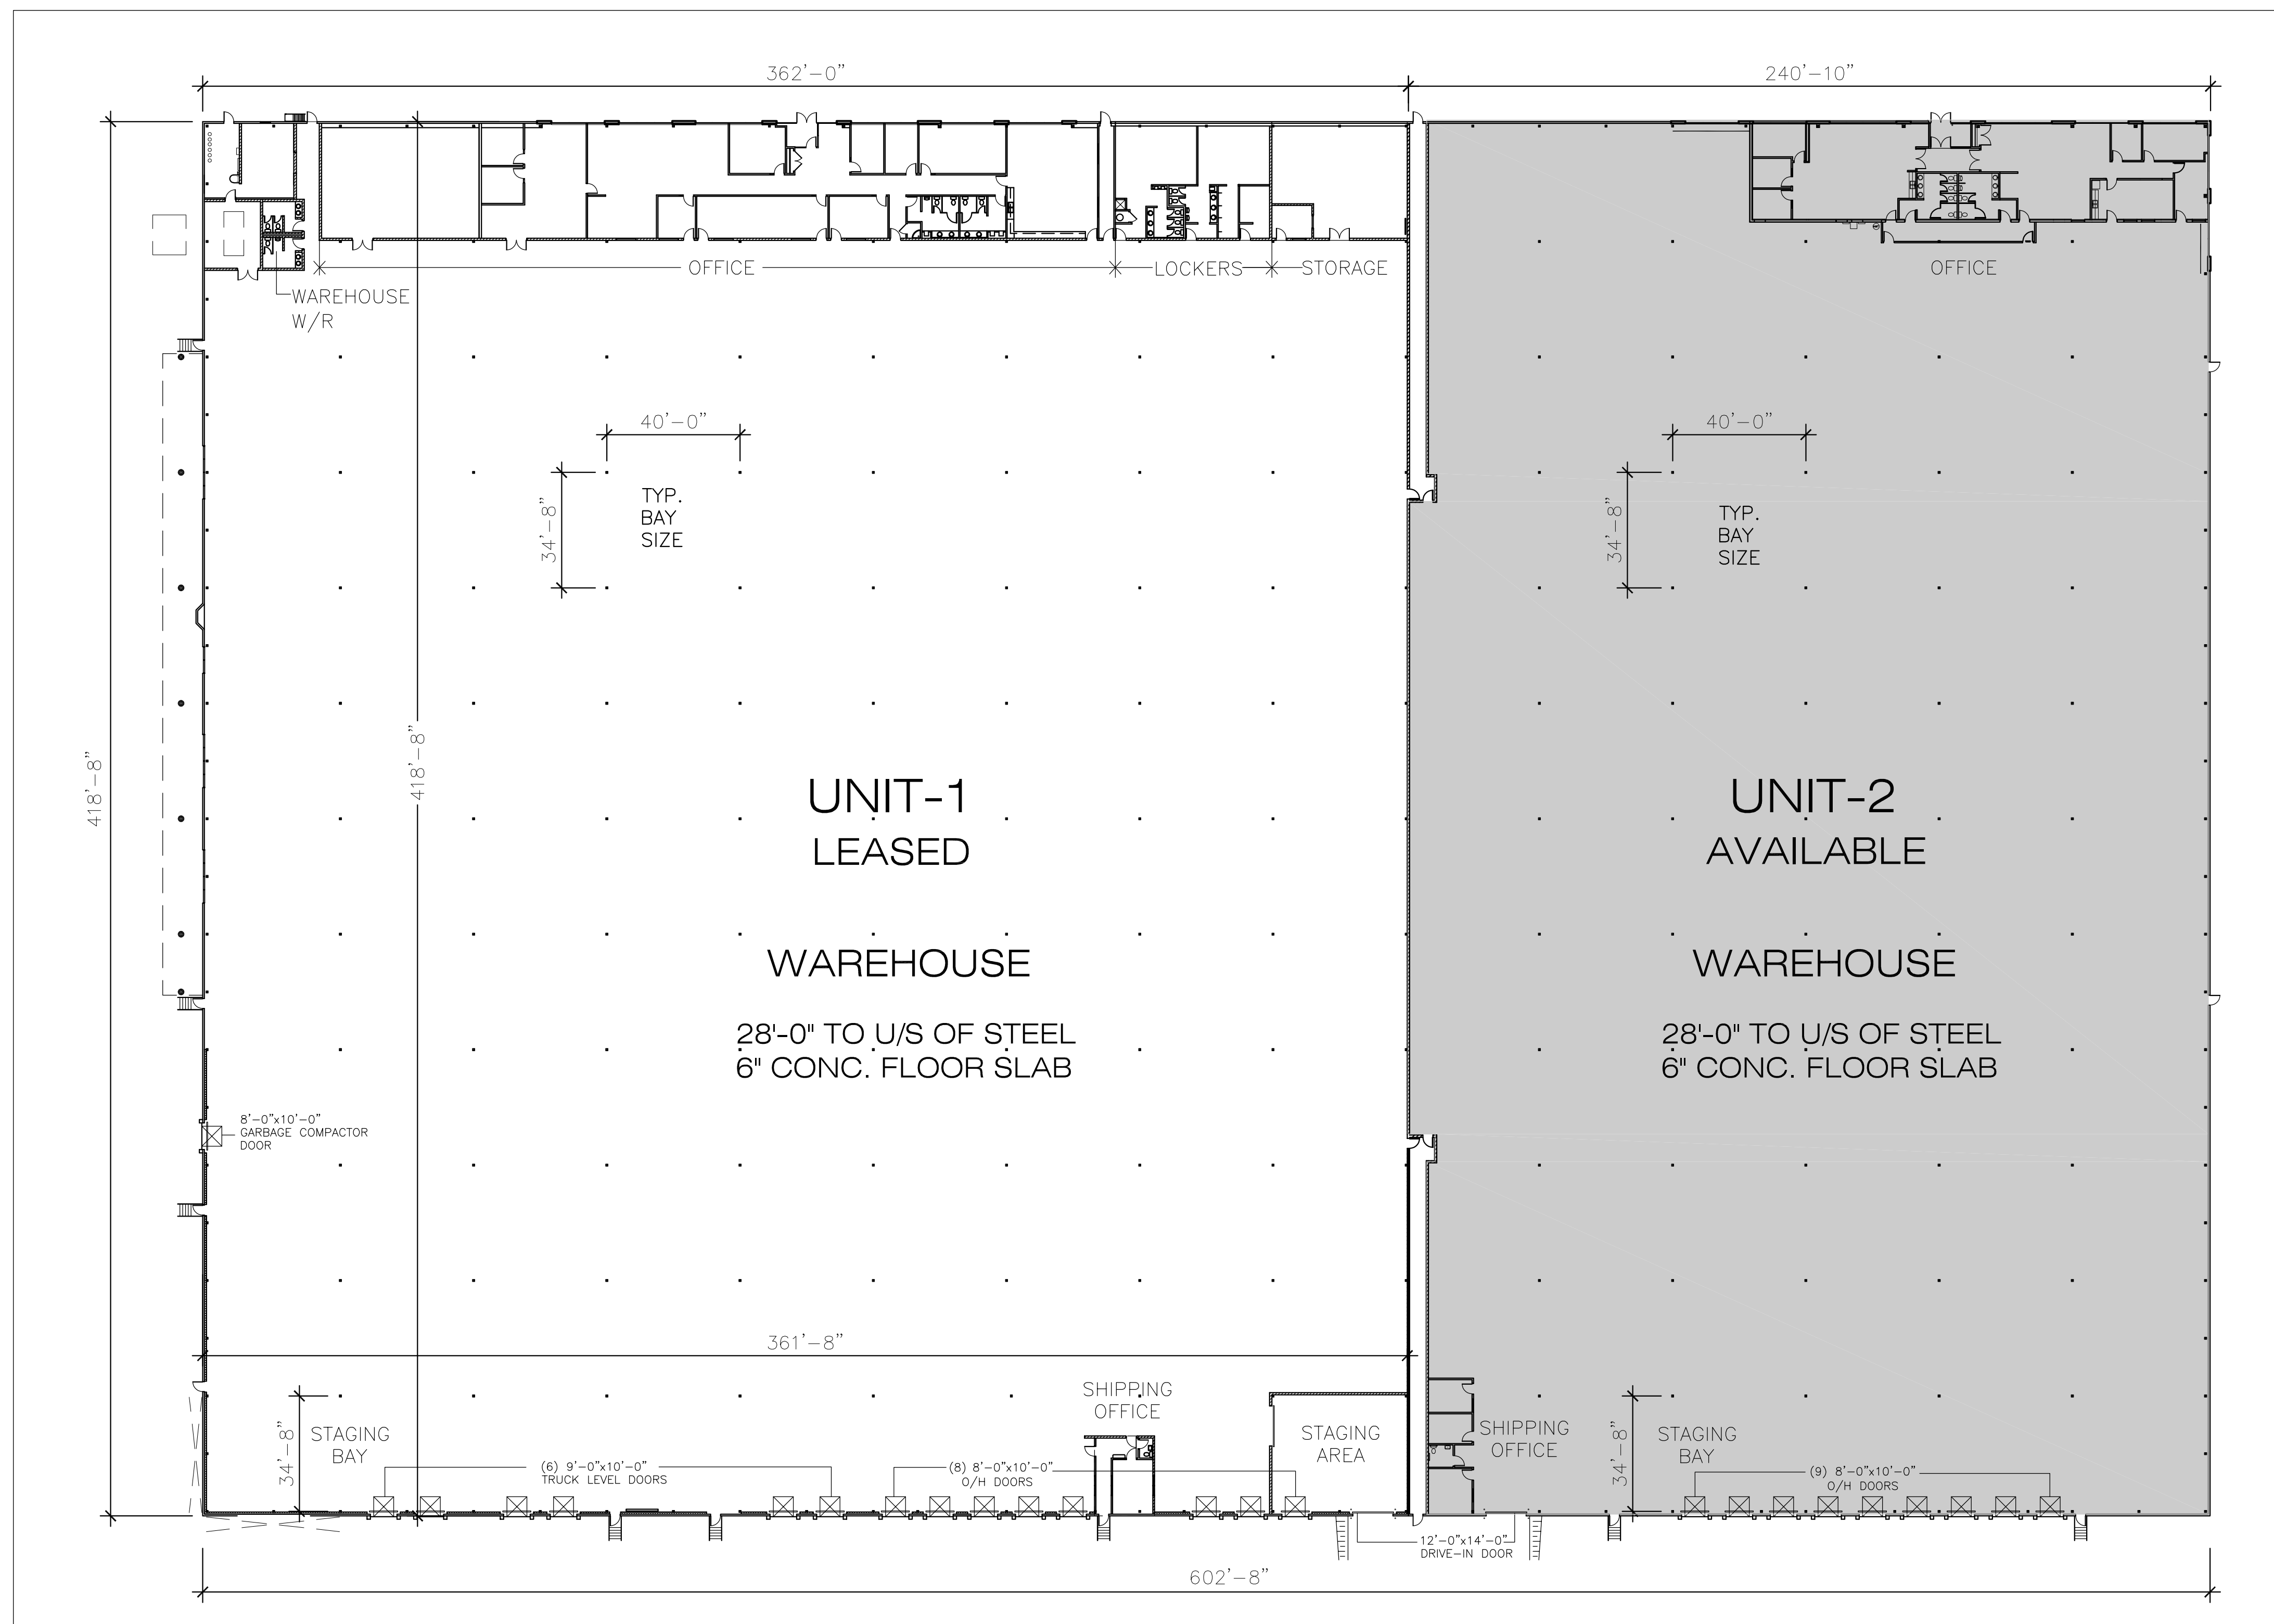 362'-0"
240'-10"
OFFICE
LOCKERS
STORAGE
OFFICE
WAREHOUSE
W/R
40'-0"
34'-8"
TYP.
BAY
SIZE
40'-0"
34'-8"
TYP.
BAY
SIZE
418'-8"
418'-8"
UNIT-1
LEASED
WAREHOUSE
28'-0" TO U/S OF STEEL
6" CONC. FLOOR SLAB
UNIT-2
AVAILABLE
WAREHOUSE
28'-0" TO U/S OF STEEL
6" CONC. FLOOR SLAB
8'-0"x10'-0"
GARBAGE COMPACTOR
DOOR
361'-8"
34'-8"
STAGING
BAY
(6) 9'-0"x10'-0"
TRUCK LEVEL DOORS
(8) 8'-0"x10'-0"
O/H DOORS
SHIPPING
OFFICE
STAGING
AREA
SHIPPING
OFFICE
34'-8"
STAGING
BAY
(9) 8'-0"x10'-0"
O/H DOORS
12'-0"x14'-0"
DRIVE-IN DOOR
602'-8"